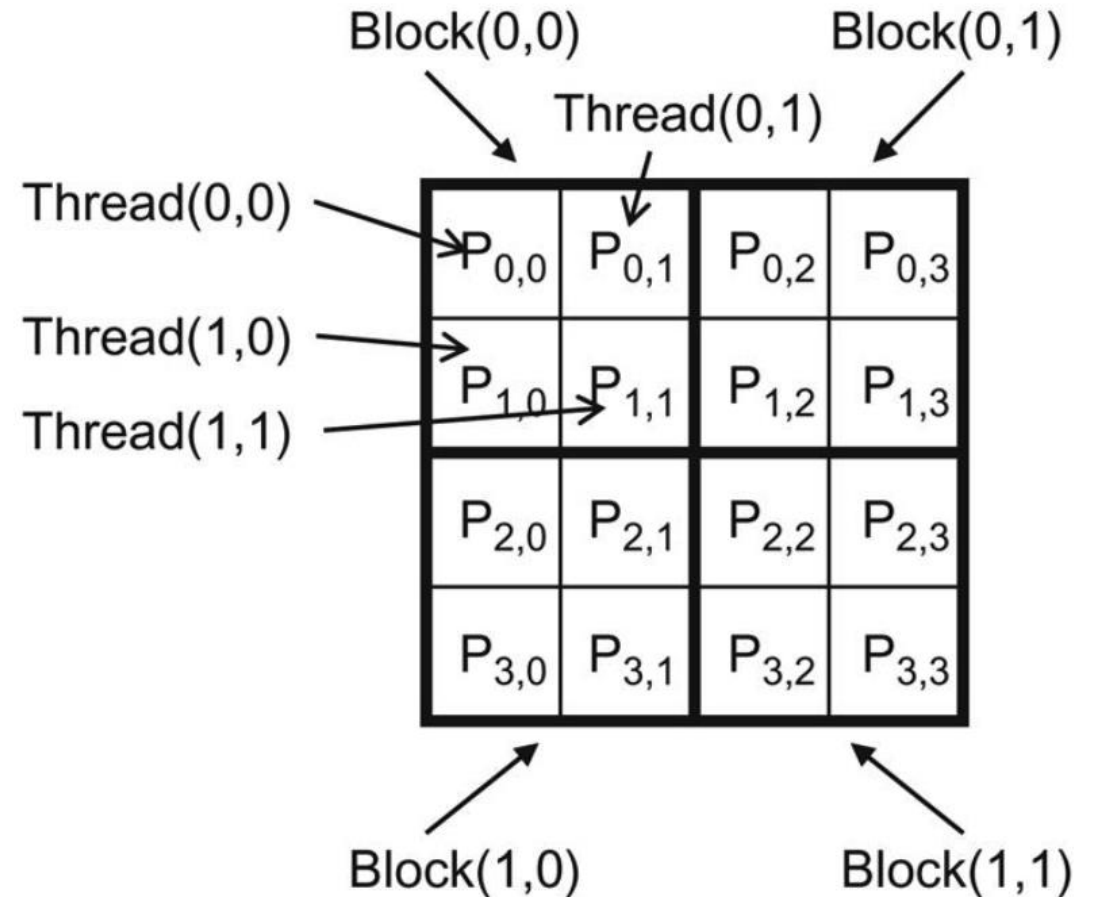 Block(0,0) Block(0,1)
Thread(0,1)
Thread(0,0)
P0,0 P0,1 P0,2 P0,3
Thread(1,0)
P1,0 P1,1 P1,2 P1,3
Thread(1,1)
P2,0 P2,1 P2,2 P2,3
P3,0 P3,1 P3,2 P3,3
Block(1,0) Block(1,1)